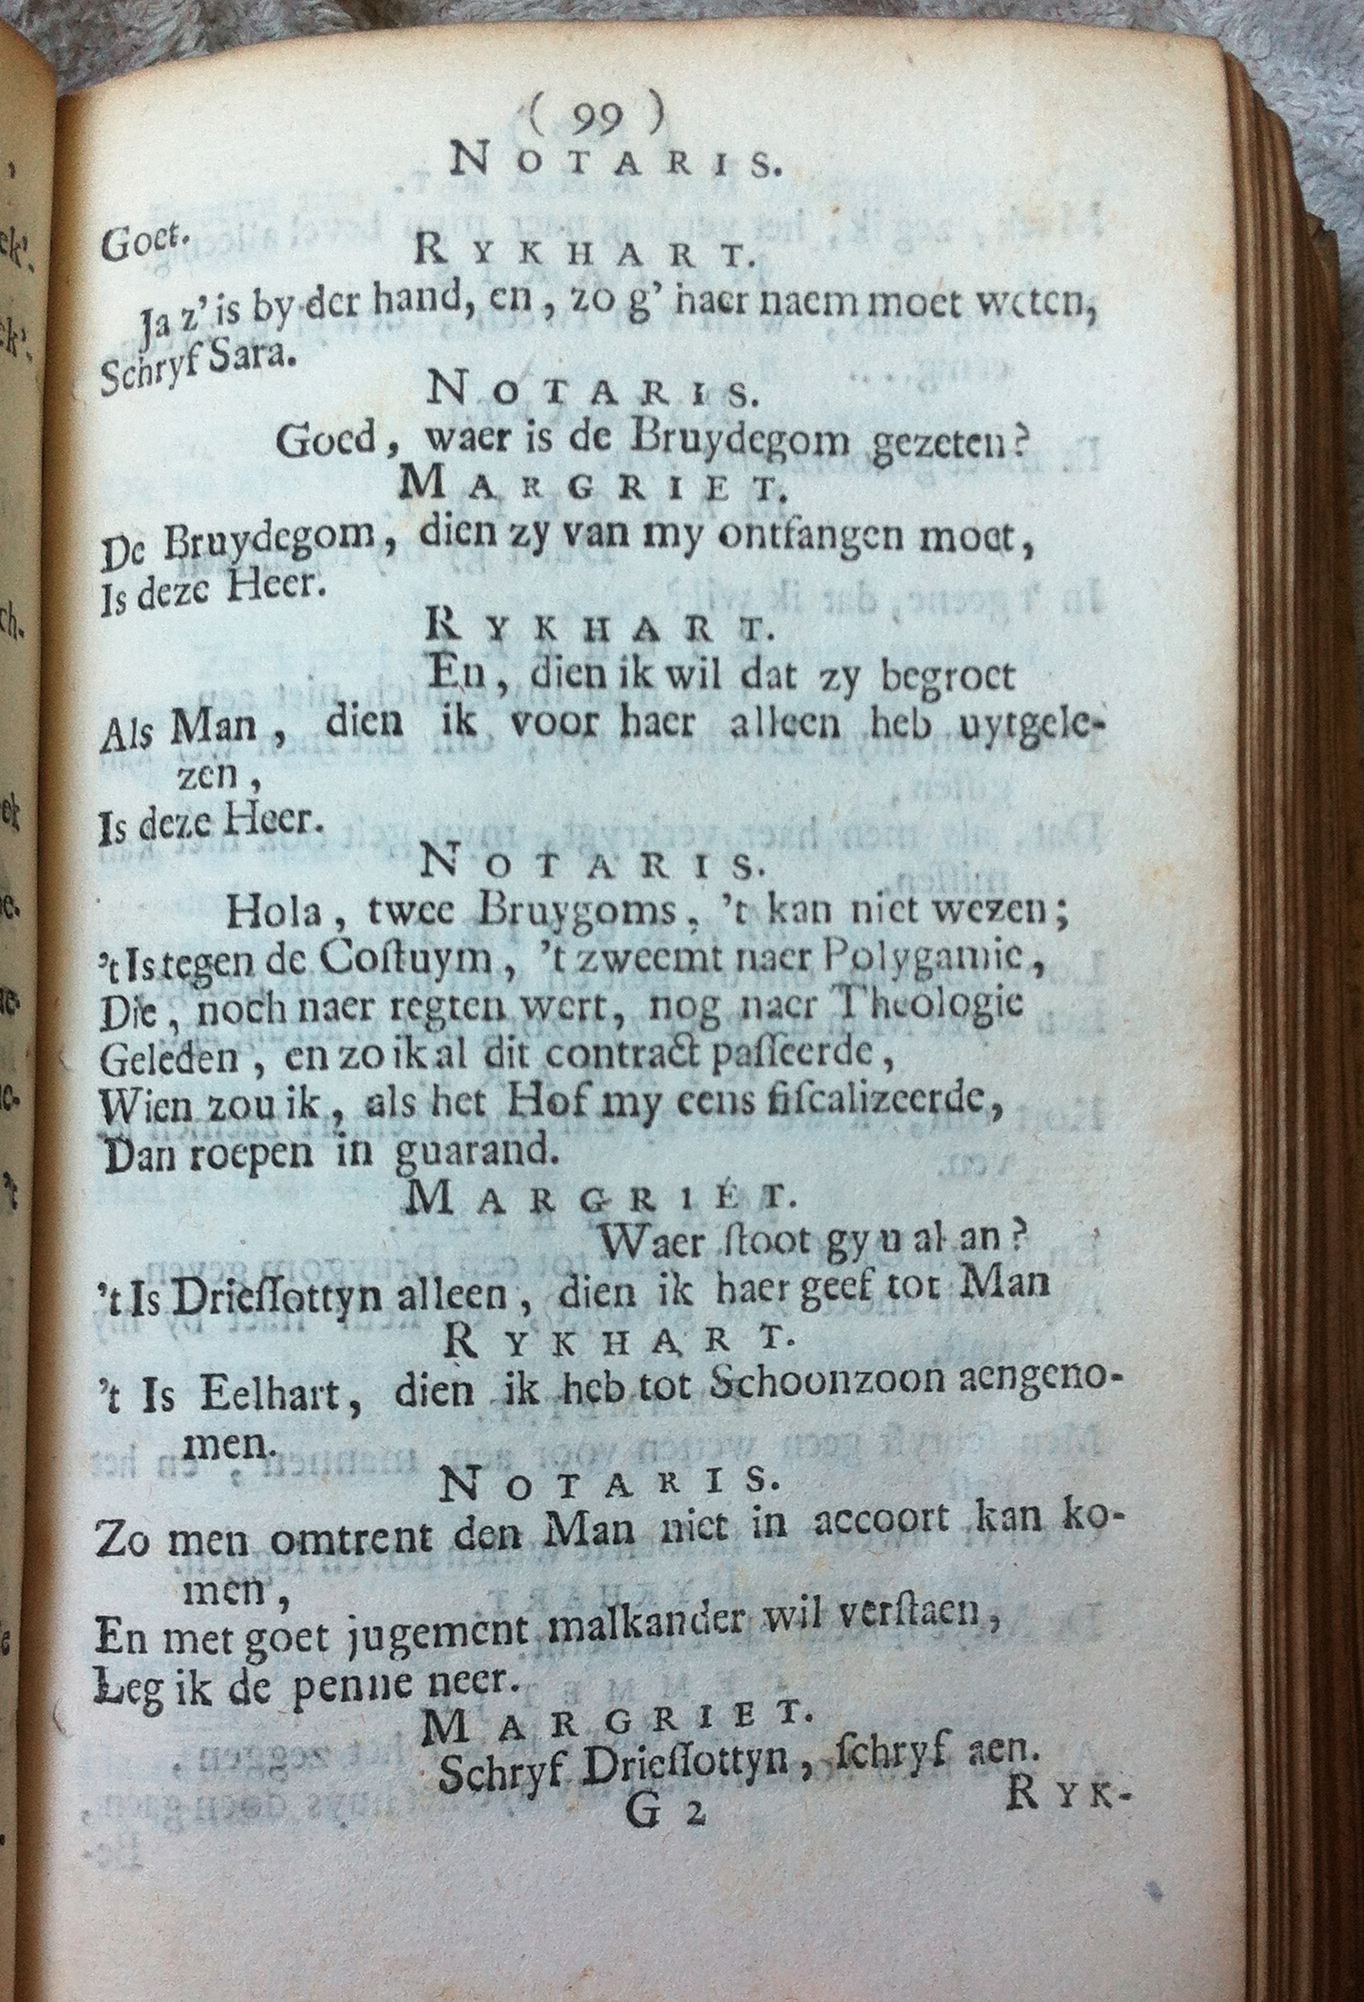 ( 99 )
NOTARIS.
Goet.
RYKHART.
Ja z' is by der hand, en, zo g' haer naem moet weten,
Schryf Sara.
NOTARIS.
Goed, waer is de Bruydegom gezeten?
MARGRIET.
De Bruydegom, dien zy van my ontfangen moet,
Is deze Heer.
RYKHART.
En, dien ik wil dat zy begroet
Als Man, dien ik voor haer alleen heb uytgele-
zen,
Is deze Heer.
NOTARIS.
Hola, twee Bruygoms, 't kan niet wezen;
't Is tegen de Coſtuym, 't zweemt naer Polygamie,
Die, noch naer regten wert, nog naer Theologie
Geleden, en zo ik al dit contract paſſeerde,
Wien zou ik, als het Hof my eens fiſcalizeerde,
Dan roepen in guarand.
MARGRIÉT.
Waer ſtoot gy u al an?
't Is Drieſſottyn alleen, dien ik haer geef tot Man
RYKHART.
't Is Eelhart, dien ik heb tot Schoonzoon aengeno-
men.
NOTARIS.
Zo men omtrent den Man niet in accoort kan ko-
men,
En met goet jugement malkander wil verſtaen,
Leg ik de penne neer.
MARGRIET.
Schryf Drieſſottyn, ſchryf aen.
G 2 RYK-